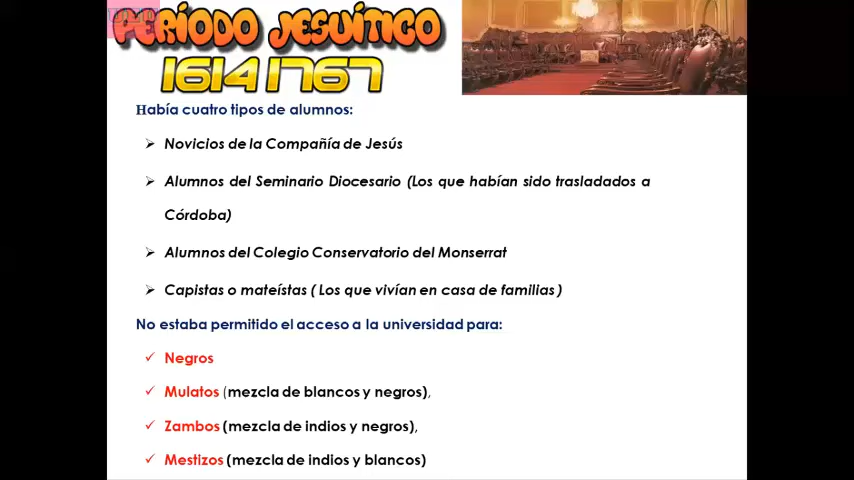 PERÍODO JESUÍTICO
1614 1767
Había cuatro tipos de alumnos:
➢ Novicios de la Compañía de Jesús
➢ Alumnos del Seminario Diocesario (Los que habían sido trasladados a
Córdoba)
➢ Alumnos del Colegio Conservatorio del Monserrat
➢ Capistas o mateístas ( Los que vivían en casa de familias )
No estaba permitido el acceso a la universidad para:
✓ Negros
✓ Mulatos (mezcla de blancos y negros),
✓ Zambos (mezcla de indios y negros),
✓ Mestizos (mezcla de indios y blancos)